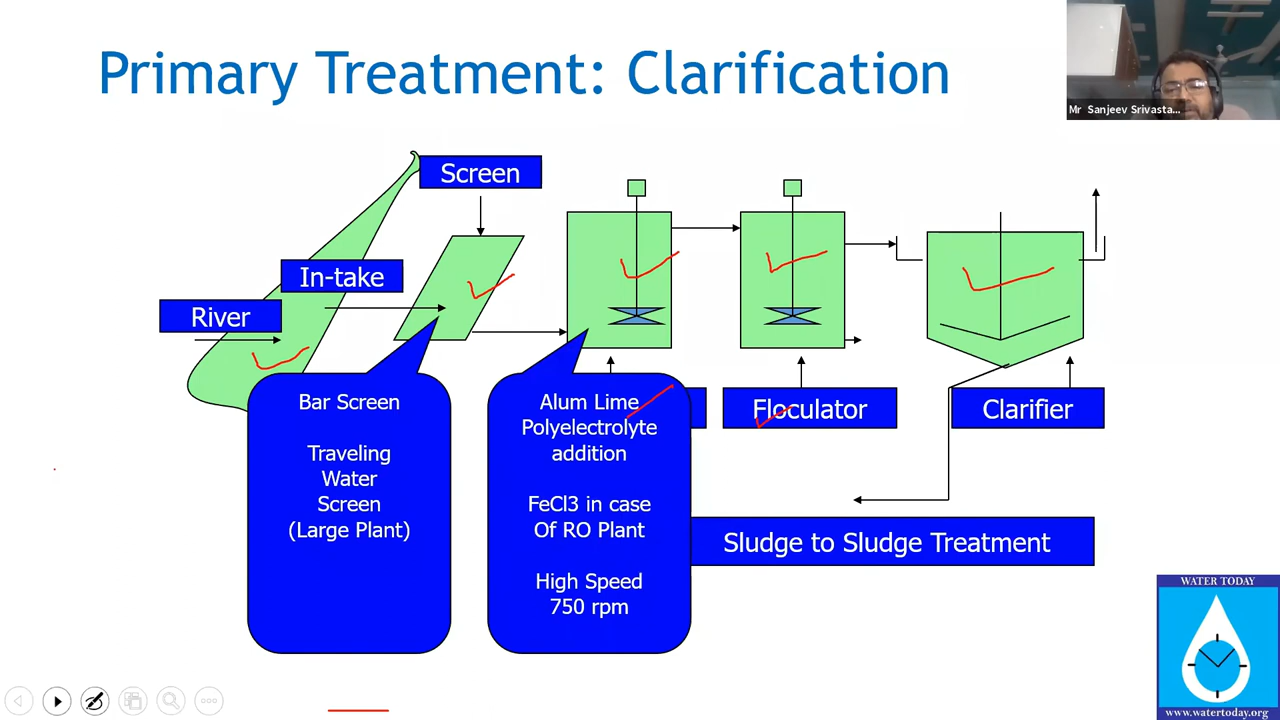 Primary Treatment: Clarification
Mr Sanjeev Srivasta...
Screen
In-take
River
Bar Screen
Traveling
Water
Screen
(Large Plant)
Alum Lime
Polyelectrolyte
addition
FeCl3 in case
Of RO Plant
High Speed
750 rpm
Floculator
Clarifier
Sludge to Sludge Treatment
WATER TODAY
www.watertoday.org